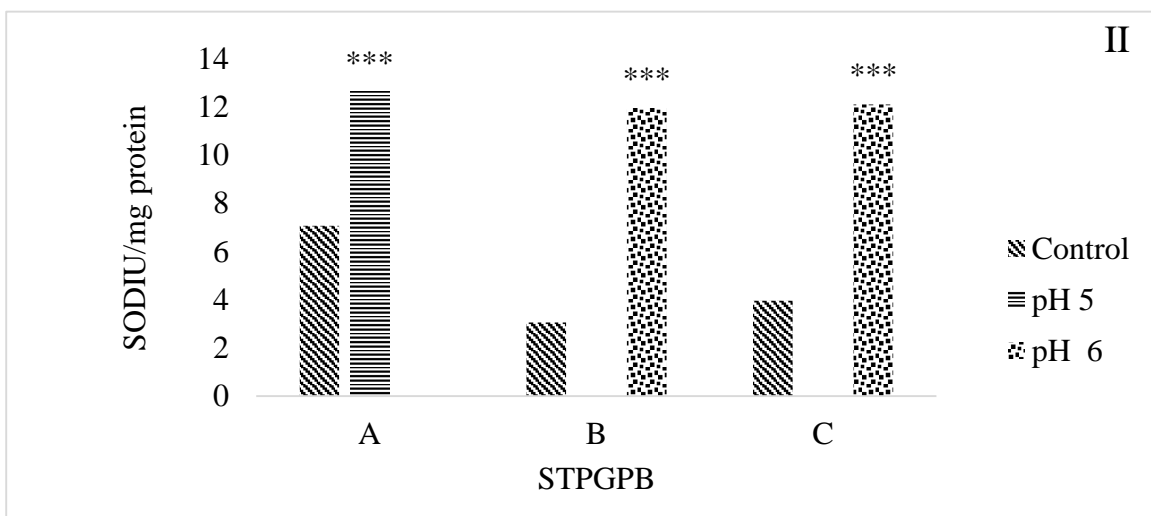 II
14
12
10
8
6
4
2
0
***
***
***
SODIU/mg protein
A
B
C
STPGPB
Control
pH 5
pH 6